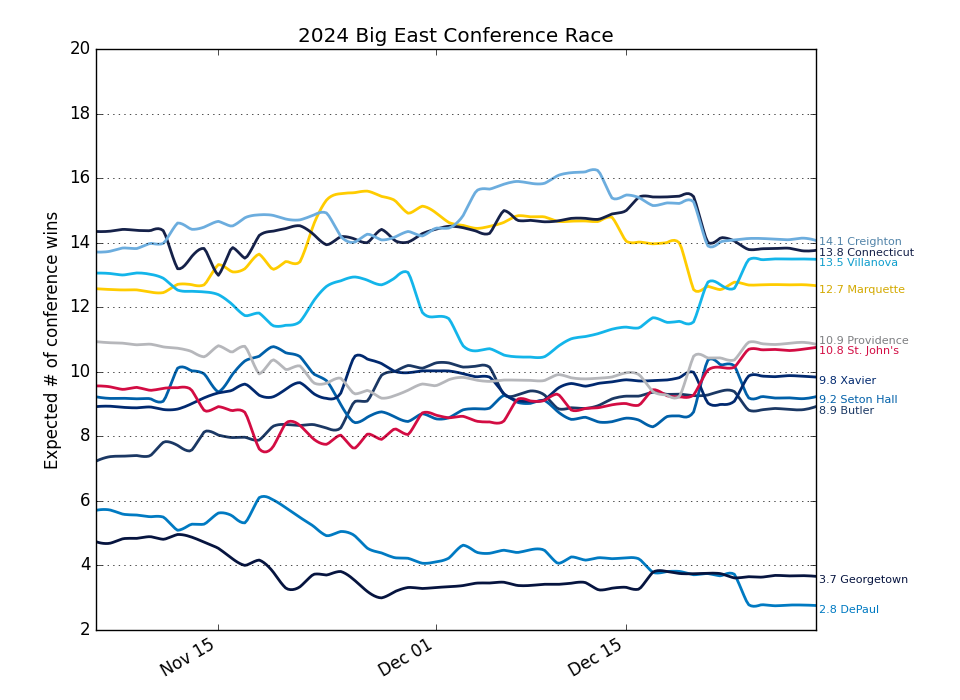 2024 Big East Conference Race
Expected # of conference wins
20
18
16
14
12
10
8
6
4
2
Nov 15
Dec 01
Dec 15
14.1 Creighton
13.8 Connecticut
13.5 Villanova
12.7 Marquette
10.9 Providence
10.8 St. John's
9.8 Xavier
9.2 Seton Hall
8.9 Butler
3.7 Georgetown
2.8 DePaul